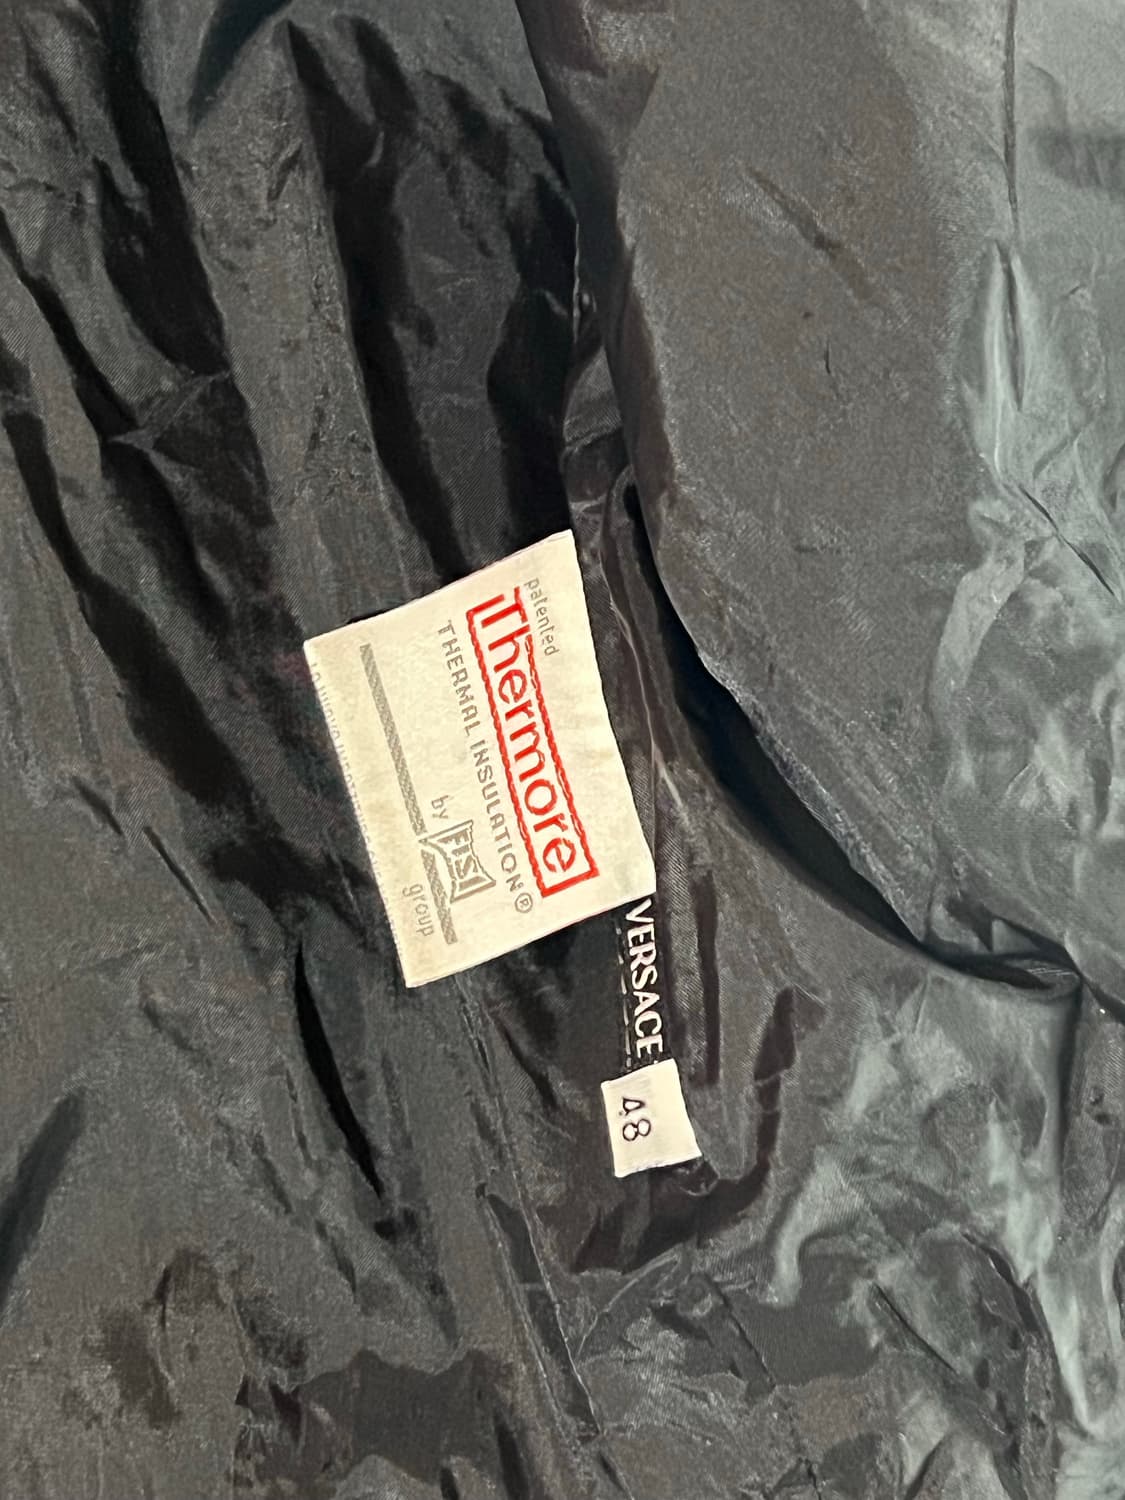 patented
Thermore
THERMAL INSULATION®
by FISI
group
VERSACE
48